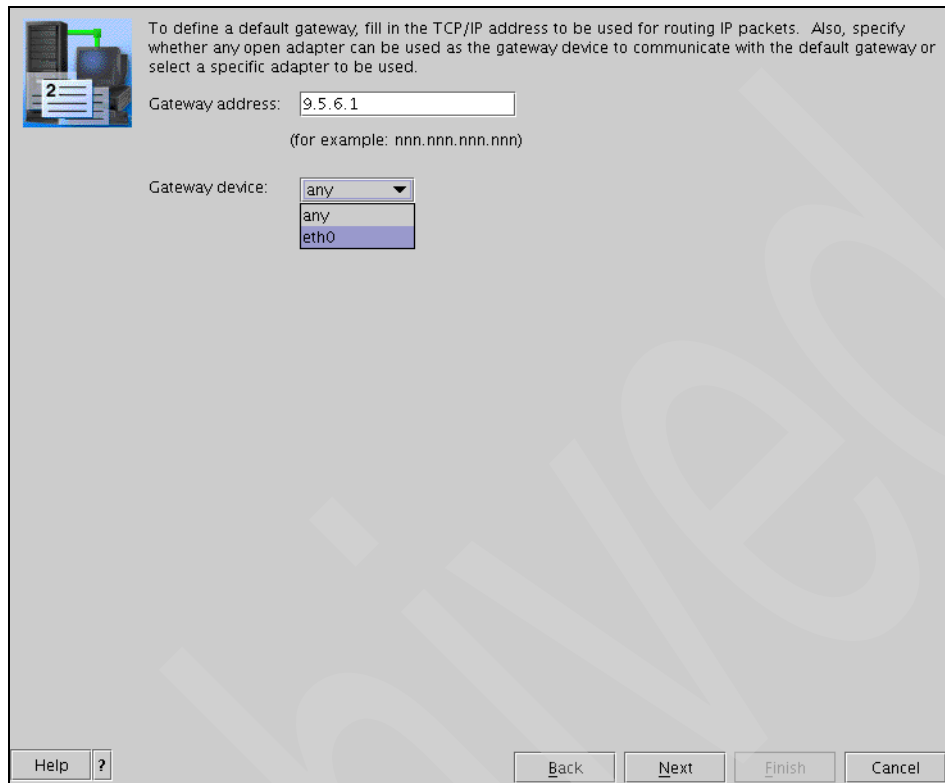 To define a default gateway, fill in the TCP/IP address to be used for routing IP packets. Also, specify
whether any open adapter can be used as the gateway device to communicate with the default gateway or
select a specific adapter to be used.
2
Gateway address: 9.5.6.1
(for example: nnn.nnn.nnn.nnn)
Gateway device: any
any
eth0
hived
Help ? Back Next Finish Cancel